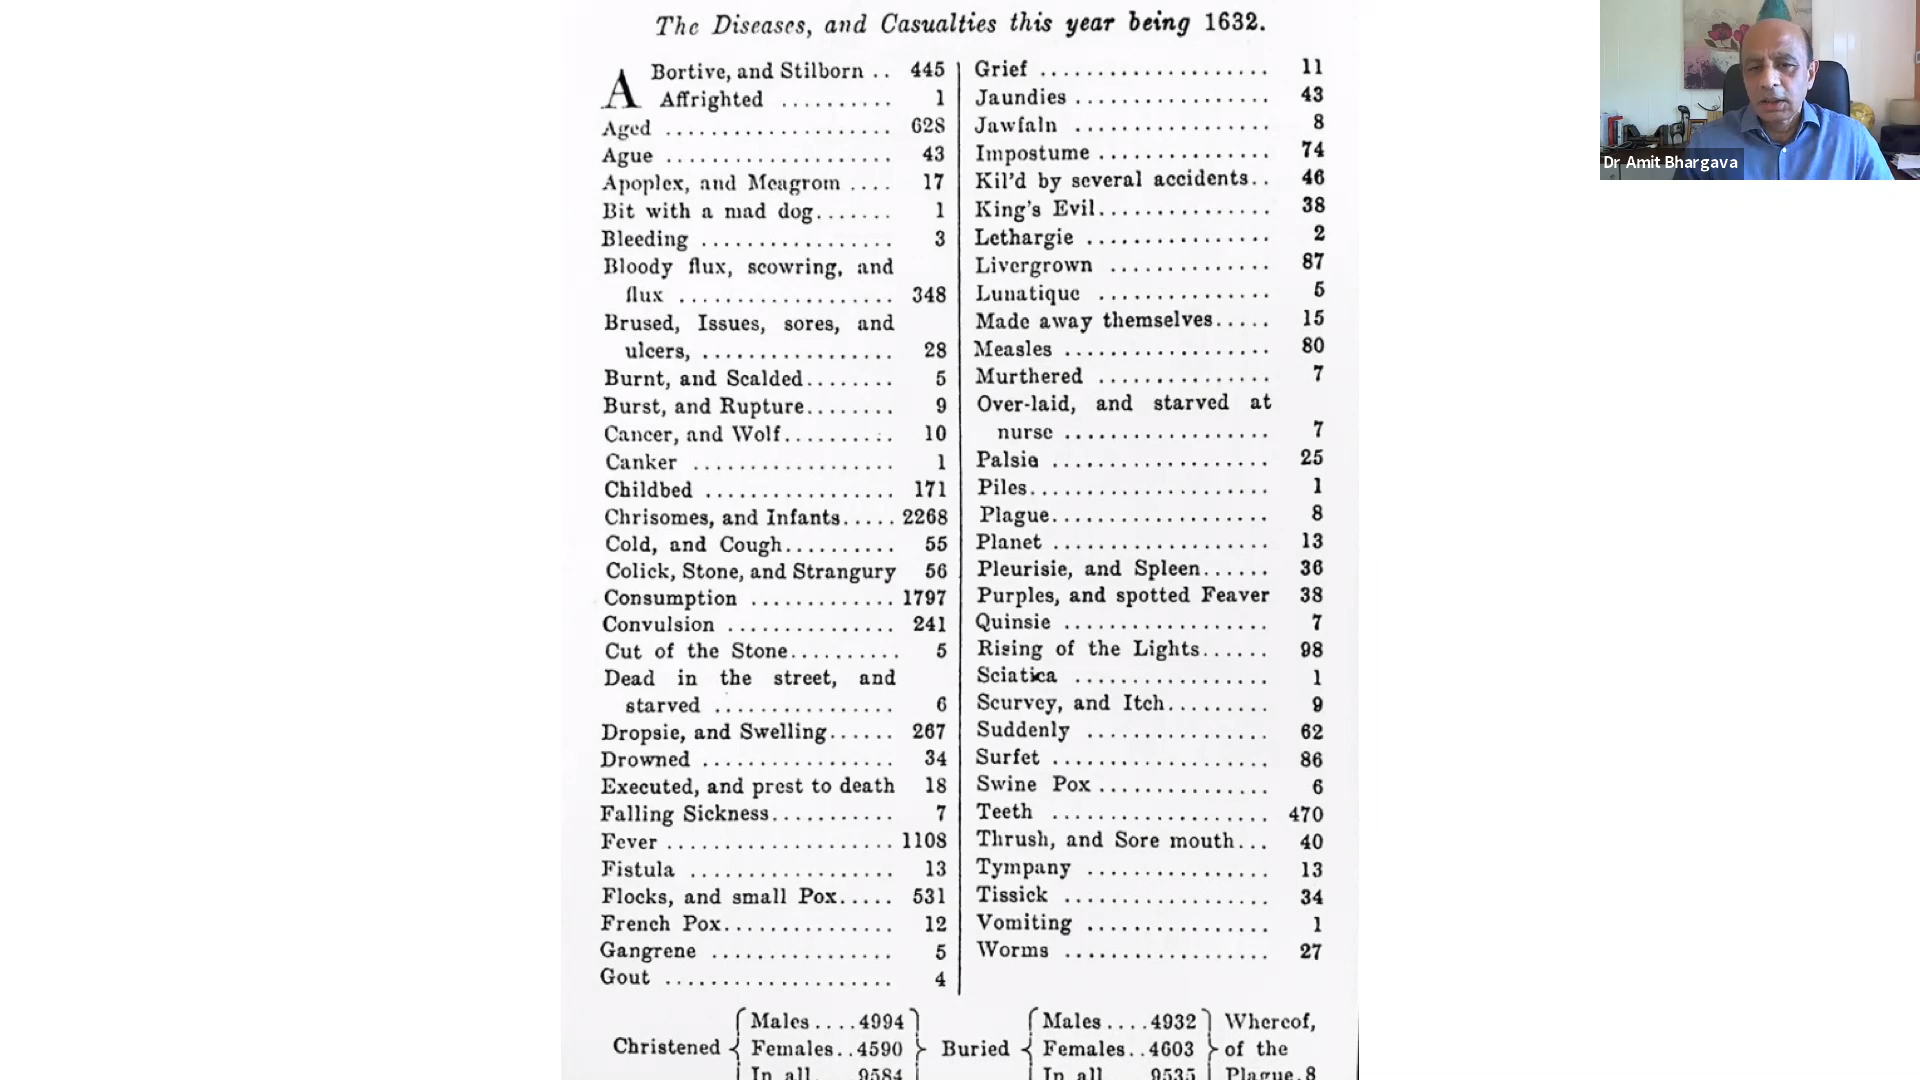 The Diseases, and Casualties this year being 1632.
ABortive, and Stilborn .. 445
Affrighted .......... 1
Aged .................... 628
Ague .................... 43
Apoplex, and Meagrom .... 17
Bit with a mad dog....... 1
Bleeding ................. 3
Bloody flux, scowring, and
flux ................... 348
Brused, Issues, sores, and
ulcers, ................. 28
Burnt, and Scalded........ 5
Burst, and Rupture........ 9
Cancer, and Wolf.......... 10
Canker .................. 1
Childbed ................. 171
Chrisomes, and Infants..... 2268
Cold, and Cough.......... 55
Colick, Stone, and Strangury 56
Consumption ............. 1797
Convulsion ............... 241
Cut of the Stone.......... 5
Dead in the street, and
starved ................ 6
Dropsie, and Swelling...... 267
Drowned ................. 34
Executed, and prest to death 18
Falling Sickness........... 7
Fever .................... 1108
Fistula .................. 13
Flocks, and small Pox..... 531
French Pox............... 12
Gangrene ................ 5
Gout .................... 4
Grief .................... 11
Jaundies ................. 43
Jawfaln ................. 8
Impostume ............... 74
Kil'd by several accidents.. 46
King's Evil............... 38
Lethargie ................ 2
Livergrown .............. 87
Lunatique ............... 5
Made away themselves..... 15
Measles .................. 80
Murthered ............... 7
Over-laid, and starved at
nurse .................. 7
Palsie ................... 25
Piles..................... 1
Plague................... 8
Planet ................... 13
Pleurisie, and Spleen...... 36
Purples, and spotted Feaver 38
Quinsie .................. 7
Rising of the Lights...... 98
Sciatica ................. 1
Scurvey, and Itch......... 9
Suddenly ................ 62
Surfet ................... 86
Swine Pox ............... 6
Teeth ................... 470
Thrush, and Sore mouth... 40
Tympany ................ 13
Tissick .................. 34
Vomiting ................ 1
Worms .................. 27
Christened { Males....4994 Females..4590 In all 9584 } Buried { Males....4932 Females..4603 In all 9535 } Whereof, of the Plague.8
Dr Amit Bhargava